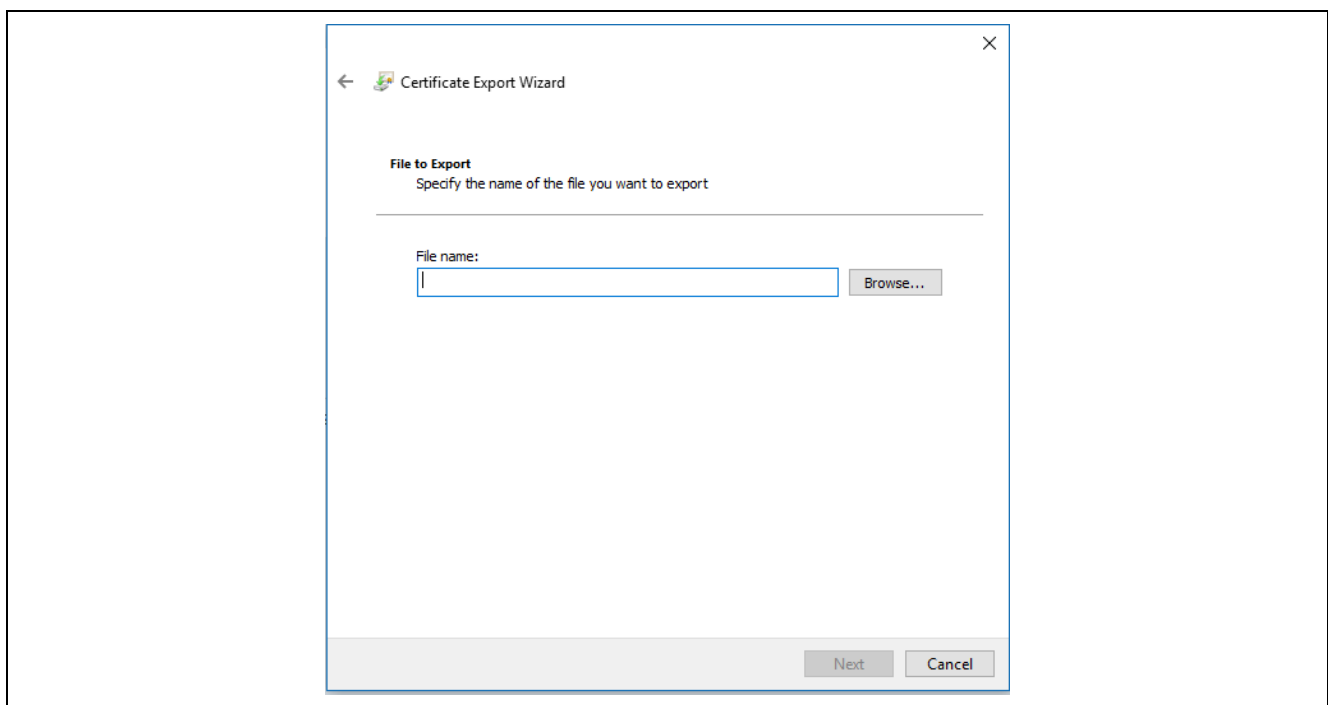 Certificate Export Wizard
File to Export
Specify the name of the file you want to export
File name:
Browse...
Next Cancel